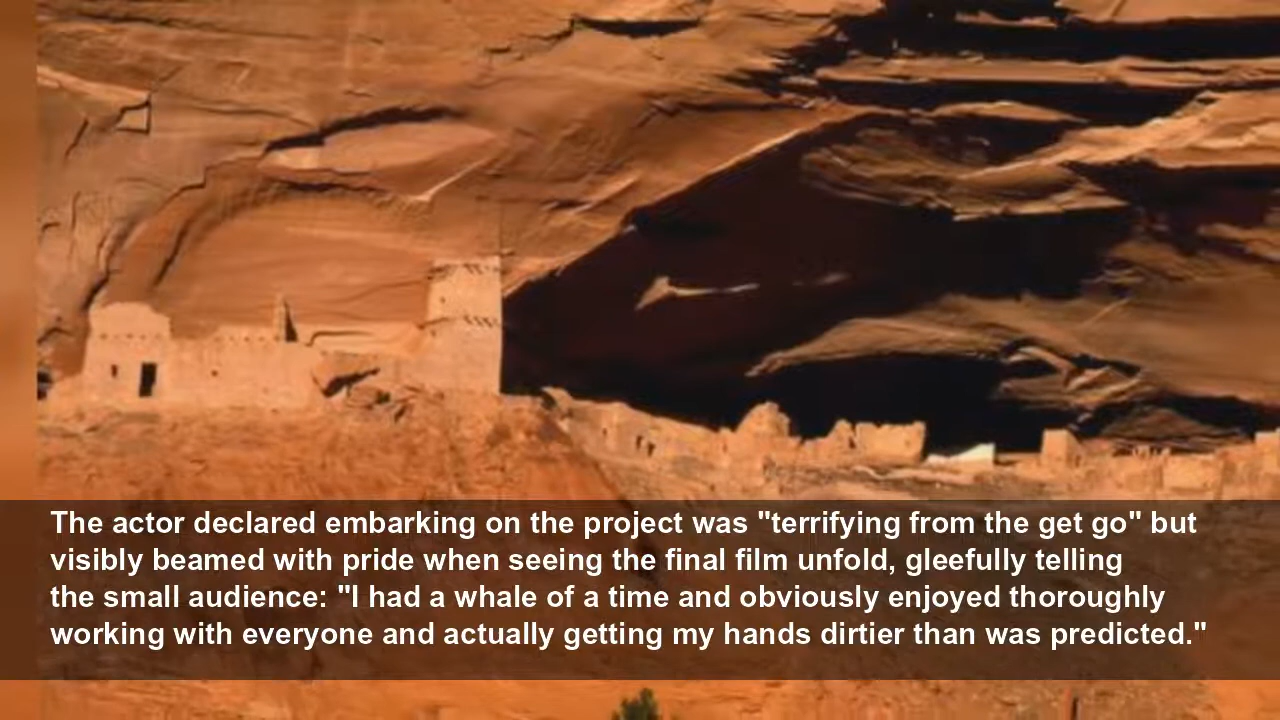 The actor declared embarking on the project was "terrifying from the get go" but
visibly beamed with pride when seeing the final film unfold, gleefully telling
the small audience: "I had a whale of a time and obviously enjoyed thoroughly
working with everyone and actually getting my hands dirtier than was predicted."